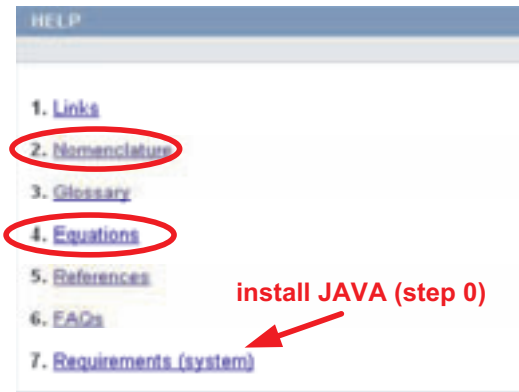 HELP
1. Links
2. Nomenclature
3. Glossary
4. Equations
5. References
install JAVA (step 0)
6. FAQs
7. Requirements (system)